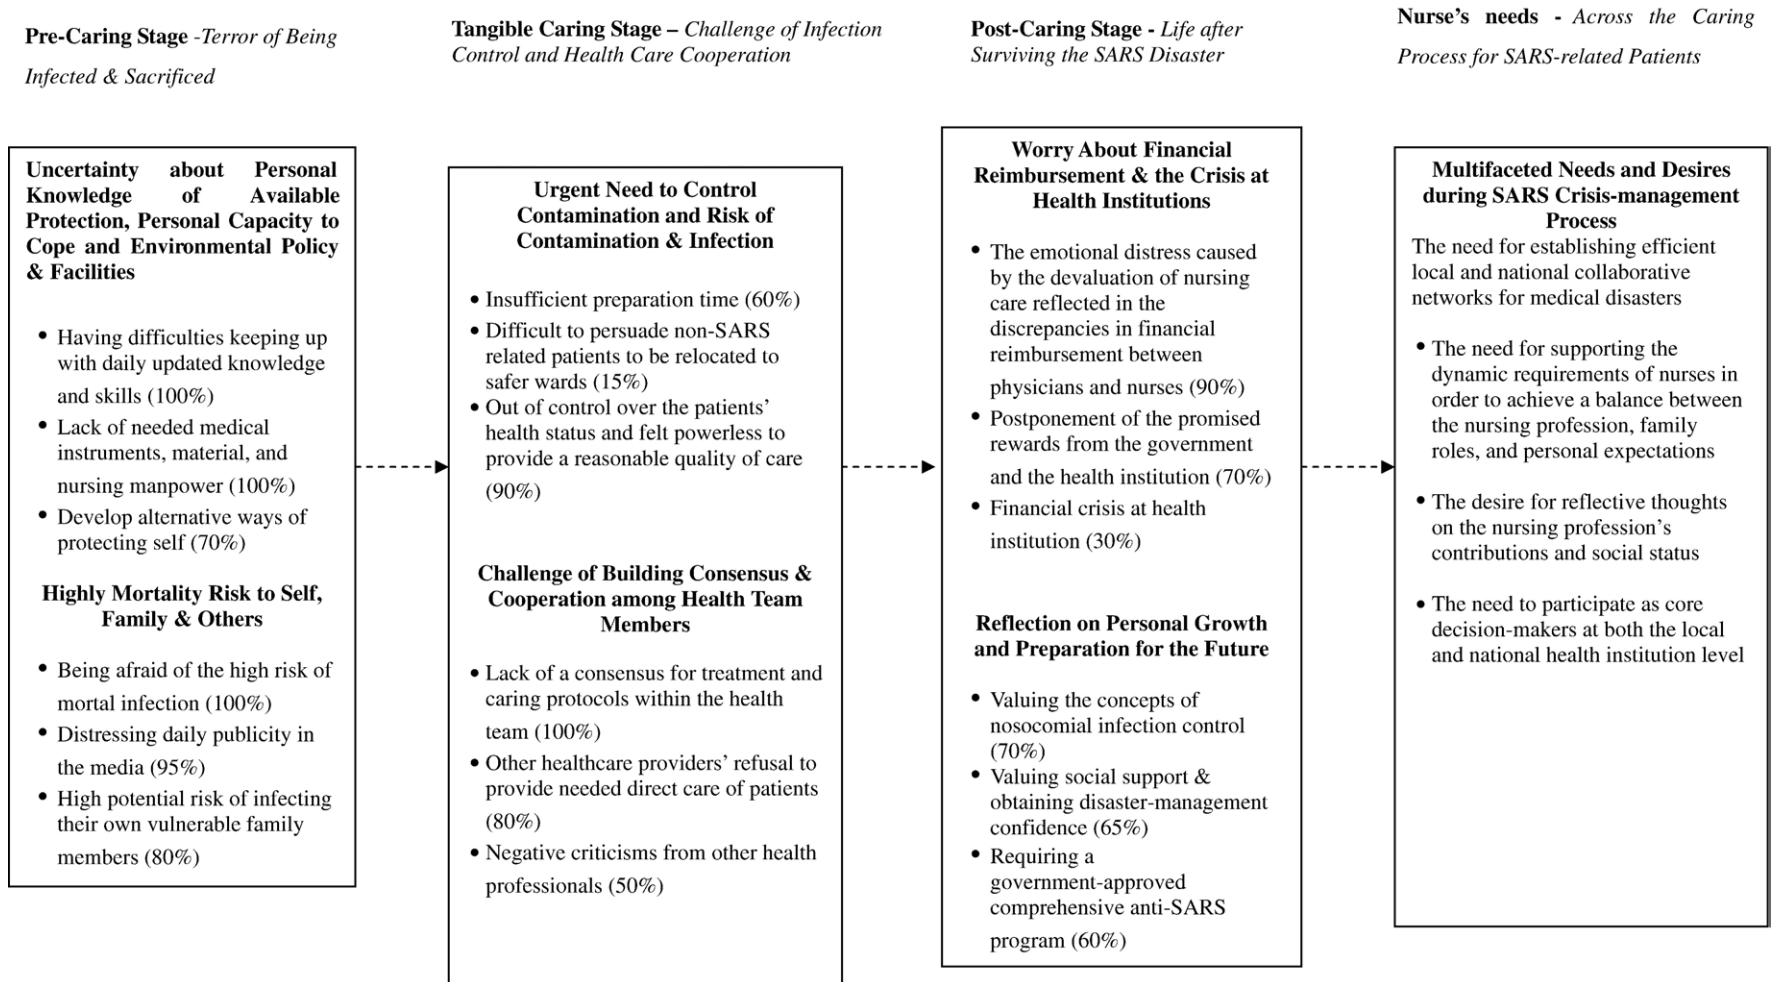 Pre-Caring Stage -Terror of Being
Infected & Sacrificed
Uncertainty about Personal
Knowledge of Available
Protection, Personal Capacity to
Cope and Environmental Policy
& Facilities
• Having difficulties keeping up
with daily updated knowledge
and skills (100%)
• Lack of needed medical
instruments, material, and
nursing manpower (100%)
• Develop alternative ways of
protecting self (70%)
Highly Mortality Risk to Self,
Family & Others
• Being afraid of the high risk of
mortal infection (100%)
• Distressing daily publicity in
the media (95%)
• High potential risk of infecting
their own vulnerable family
members (80%)
Tangible Caring Stage – Challenge of Infection
Control and Health Care Cooperation
Urgent Need to Control
Contamination and Risk of
Contamination & Infection
• Insufficient preparation time (60%)
• Difficult to persuade non-SARS
related patients to be relocated to
safer wards (15%)
• Out of control over the patients’
health status and felt powerless to
provide a reasonable quality of care
(90%)
Challenge of Building Consensus &
Cooperation among Health Team
Members
• Lack of a consensus for treatment and
caring protocols within the health
team (100%)
• Other healthcare providers’ refusal to
provide needed direct care of patients
(80%)
• Negative criticisms from other health
professionals (50%)
Post-Caring Stage - Life after
Surviving the SARS Disaster
Worry About Financial
Reimbursement & the Crisis at
Health Institutions
• The emotional distress caused
by the devaluation of nursing
care reflected in the
discrepancies in financial
reimbursement between
physicians and nurses (90%)
• Postponement of the promised
rewards from the government
and the health institution (70%)
• Financial crisis at health
institution (30%)
Reflection on Personal Growth
and Preparation for the Future
• Valuing the concepts of
nosocomial infection control
(70%)
• Valuing social support &
obtaining disaster-management
confidence (65%)
• Requiring a
government-approved
comprehensive anti-SARS
program (60%)
Nurse’s needs - Across the Caring
Process for SARS-related Patients
Multifaceted Needs and Desires
during SARS Crisis-management
Process
The need for establishing efficient
local and national collaborative
networks for medical disasters
• The need for supporting the
dynamic requirements of nurses in
order to achieve a balance between
the nursing profession, family
roles, and personal expectations
• The desire for reflective thoughts
on the nursing profession’s
contributions and social status
• The need to participate as core
decision-makers at both the local
and national health institution level